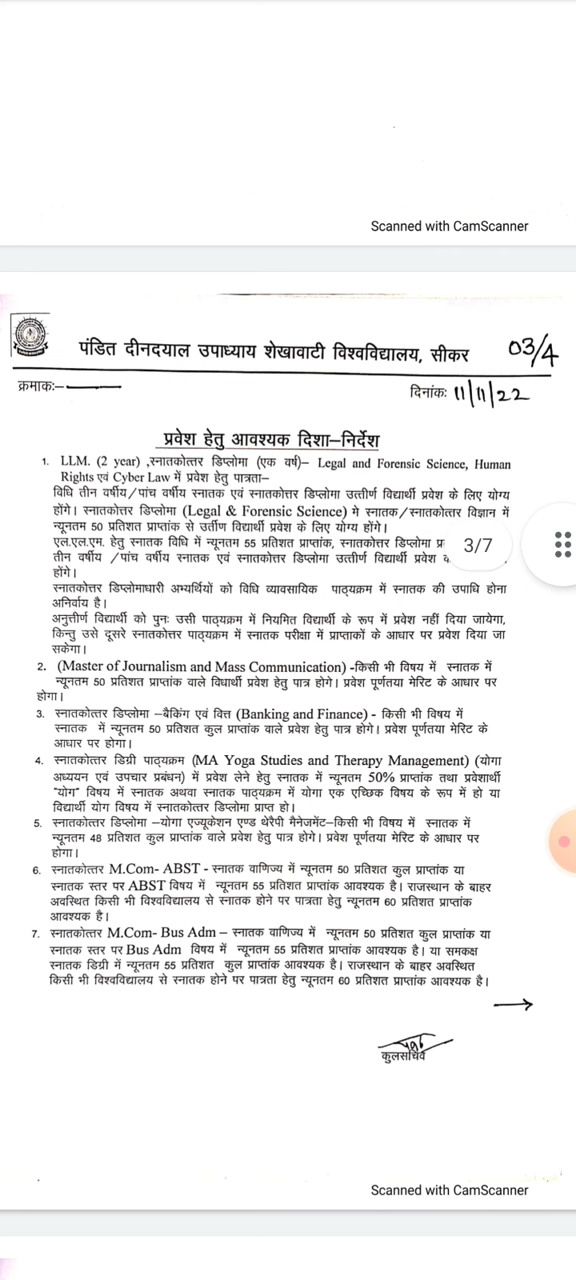 Scanned with CamScanner
पंडित दीनदयाल उपाध्याय शेखावाटी विश्वविद्यालय, सीकर 03/4
क्रमाकः-
दिनांकः 11/11/22
प्रवेश हेतु आवश्यक दिशा-निर्देश
1. LLM. (2 year) ,स्नातकोत्तर डिप्लोमा (एक वर्ष)- Legal and Forensic Science, Human
Rights एवं Cyber Law में प्रवेश हेतु पात्रता-
विधि तीन वर्षीय/पांच वर्षीय स्नातक एवं स्नातकोत्तर डिप्लोमा उत्तीर्ण विद्यार्थी प्रवेश के लिए योग्य
होंगे। स्नातकोत्तर डिप्लोमा (Legal & Forensic Science) मे स्नातक/स्नातकोत्तर विज्ञान में
न्यूनतम 50 प्रतिशत प्राप्तांक से उर्तीण विद्यार्थी प्रवेश के लिए योग्य होंगे।
एल.एल.एम. हेतु स्नातक विधि में न्यूनतम 55 प्रतिशत प्राप्तांक, स्नातकोत्तर डिप्लोमा प्र
3/7
तीन वर्षीय /पांच वर्षीय स्नातक एवं स्नातकोत्तर डिप्लोमा उत्तीर्ण विद्यार्थी प्रवेश
होंगे।
स्नातकोत्तर डिप्लोमाधारी अभ्यर्थियों को विधि व्यावसायिक पाठ्यक्रम में स्नातक की उपाधि होना
अनिर्वाय है।
अनुत्तीर्ण विद्यार्थी को पुनः उसी पाठ्यक्रम में नियमित विद्यार्थी के रूप में प्रवेश नहीं दिया जायेगा,
किन्तु उसे दूसरे स्नातकोत्तर पाठ्यक्रम में स्नातक परीक्षा में प्राप्ताकों के आधार पर प्रवेश दिया जा
सकेगा।
2. (Master of Journalism and Mass Communication) -किसी भी विषय में स्नातक में
न्यूनतम 50 प्रतिशत प्राप्तांक वाले विधार्थी प्रवेश हेतु पात्र होगे। प्रवेश पूर्णतया मेरिट के आधार पर
होगा।
3. स्नातकोत्तर डिप्लोमा -बैकिंग एवं वित्त (Banking and Finance) - किसी भी विषय में
स्नातक में न्यूनतम 50 प्रतिशत कुल प्राप्तांक वाले प्रवेश हेतु पात्र होगे। प्रवेश पूर्णतया मेरिट के
आधार पर होगा।
4. स्नातकोत्तर डिग्री पाठ्यक्रम (MA Yoga Studies and Therapy Management) (योगा
अध्ययन एवं उपचार प्रबंधन) में प्रवेश लेने हेतु स्नातक में न्यूनतम 50% प्राप्तांक तथा प्रवेशार्थी
"योग" विषय में स्नातक अथवा स्नातक पाठ्यक्रम में योगा एक एच्छिक विषय के रूप में हो या
विद्यार्थी योग विषय में स्नातकोत्तर डिप्लोमा प्राप्त हो।
5. स्नातकोत्तर डिप्लोमा -योगा एज्यूकेशन एण्ड थेरैपी मैनेजमेंट-किसी भी विषय में स्नातक में
न्यूनतम 48 प्रतिशत कुल प्राप्तांक वाले प्रवेश हेतु पात्र होगे। प्रवेश पूर्णतया मेरिट के आधार पर
होगा।
6. स्नातकोत्तर M.Com- ABST - स्नातक वाणिज्य में न्यूनतम 50 प्रतिशत कुल प्राप्तांक या
स्नातक स्तर पर ABST विषय में न्यूनतम 55 प्रतिशत प्राप्तांक आवश्यक है। राजस्थान के बाहर
अवस्थित किसी भी विश्वविद्यालय से स्नातक होने पर पात्रता हेतु न्यूनतम 60 प्रतिशत प्राप्तांक
आवश्यक है।
7. स्नातकोत्तर M.Com- Bus Adm – स्नातक वाणिज्य में न्यूनतम 50 प्रतिशत कुल प्राप्तांक या
स्नातक स्तर पर Bus Adm विषय में न्यूनतम 55 प्रतिशत प्राप्तांक आवश्यक है। या समकक्ष
स्नातक डिग्री में न्यूनतम 55 प्रतिशत कुल प्राप्तांक आवश्यक है। राजस्थान के बाहर अवस्थित
किसी भी विश्वविद्यालय से स्नातक होने पर पात्रता हेतु न्यूनतम 60 प्रतिशत प्राप्तांक आवश्यक है।
कुलसचिव
Scanned with CamScanner